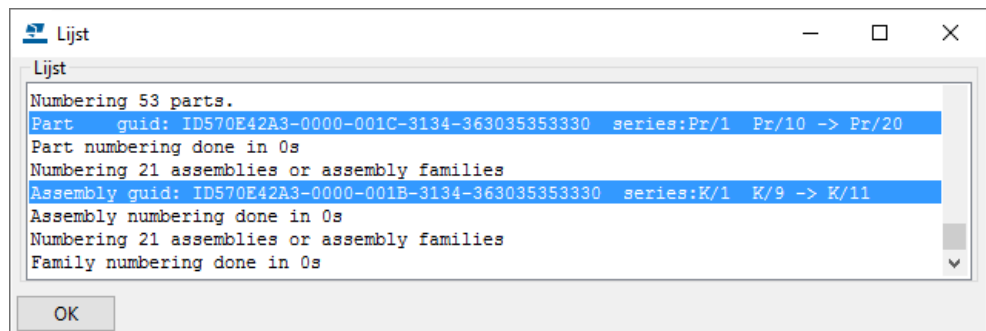 Lijst
Lijst
Numbering 53 parts.
Part    guid: ID570E42A3-0000-001C-3134-363035353330  series:Pr/1  Pr/10 -> Pr/20
Part numbering done in 0s
Numbering 21 assemblies or assembly families
Assembly guid: ID570E42A3-0000-001B-3134-363035353330  series:K/1  K/9 -> K/11
Assembly numbering done in 0s
Numbering 21 assemblies or assembly families
Family numbering done in 0s
OK